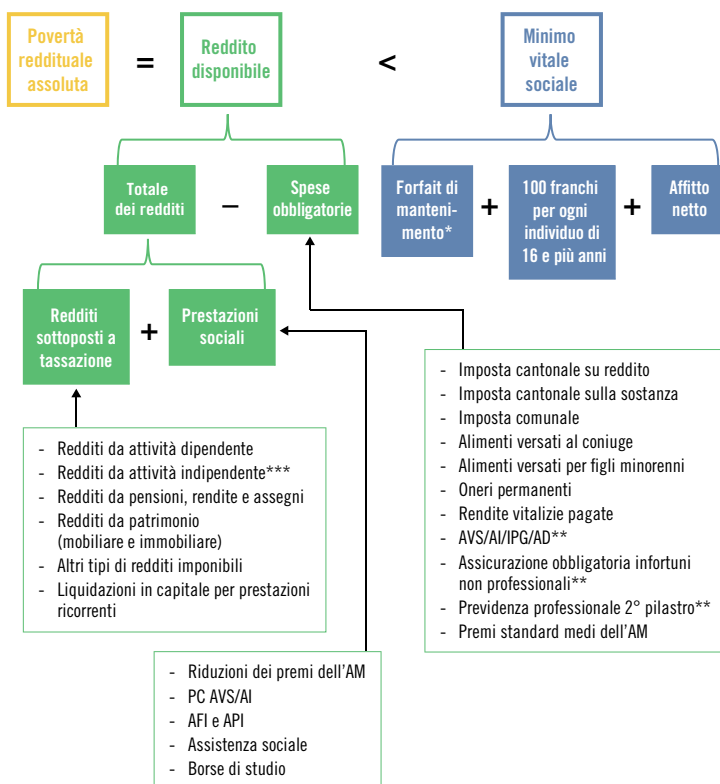 Povertà
reddituale
assoluta
=
Reddito
disponibile
<
Minimo
vitale
sociale
Totale
dei redditi
–
Spese
obbligatorie
Forfait di
manteni-
mento*
+
100 franchi
per ogni
individuo di
16 e più anni
+
Affitto
netto
Redditi
sottoposti a
tassazione
+
Prestazioni
sociali
- Redditi da attività dipendente
- Redditi da attività indipendente***
- Redditi da pensioni, rendite e assegni
- Redditi da patrimonio
(mobiliare e immobiliare)
- Altri tipi di redditi imponibili
- Liquidazioni in capitale per prestazioni
ricorrenti
- Imposta cantonale su reddito
- Imposta cantonale sulla sostanza
- Imposta comunale
- Alimenti versati al coniuge
- Alimenti versati per figli minorenni
- Oneri permanenti
- Rendite vitalizie pagate
- AVS/AI/IPG/AD**
- Assicurazione obbligatoria infortuni
non professionali**
- Previdenza professionale 2° pilastro**
- Premi standard medi dell'AM
- Riduzioni dei premi dell'AM
- PC AVS/AI
- AFI e API
- Assistenza sociale
- Borse di studio